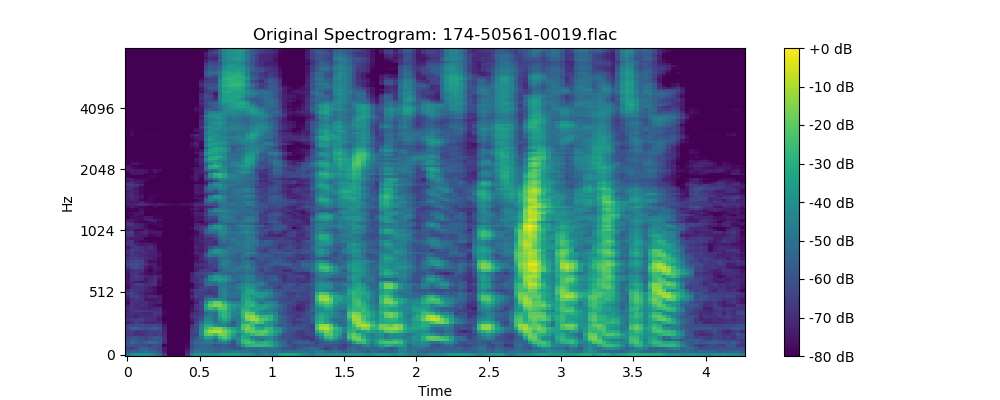 Original Spectrogram: 174-50561-0019.flac
Hz
4096
2048
1024
512
0
0 0.5 1 1.5 2 2.5 3 3.5 4
Time
+0 dB
-10 dB
-20 dB
-30 dB
-40 dB
-50 dB
-60 dB
-70 dB
-80 dB